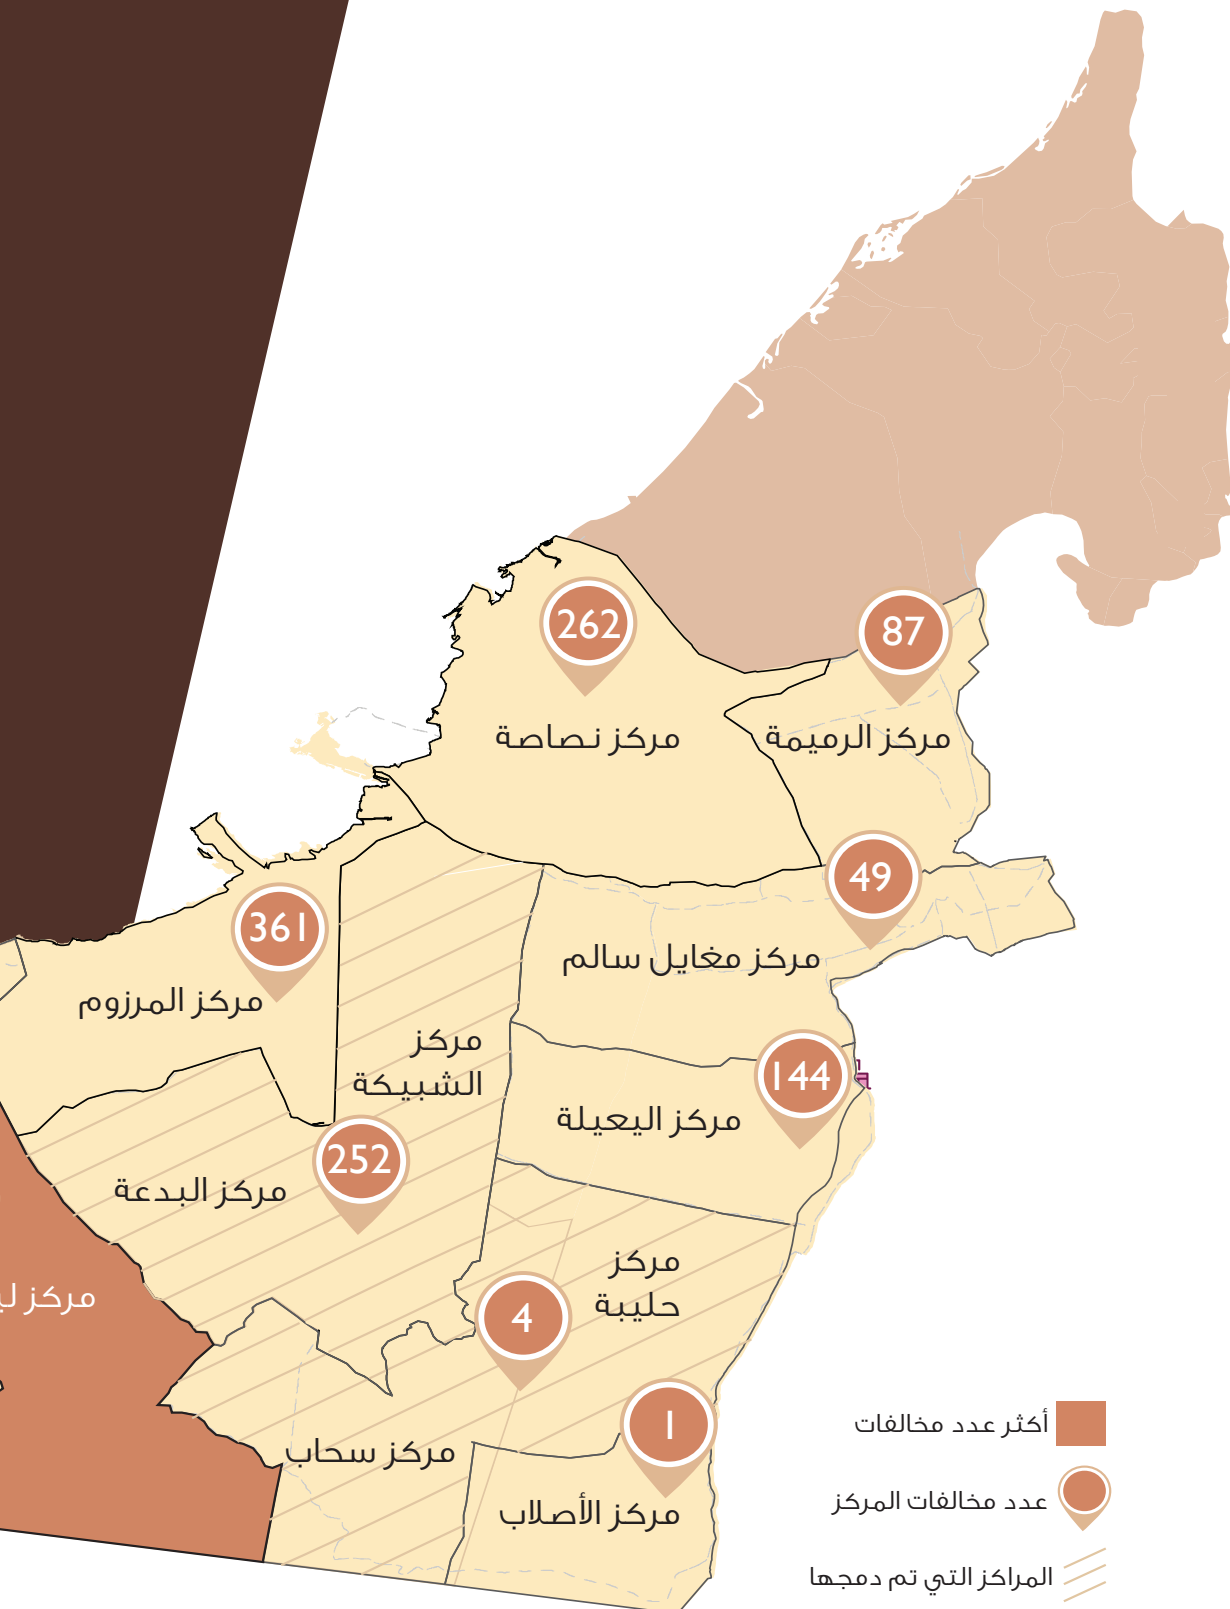 262
87
مركز نصاصة
مركز الرميمة
49
361
مركز مغايل سالم
مركز المرزوم
مركز
الشبيكة
144
مركز اليعيلة
252
مركز البدعة
مركز
حليبة
مركز
4
1
أكثر عدد مخالفات
مركز سحاب
عدد مخالفات المركز
مركز الأصلاب
المراكز التي تم دمجها